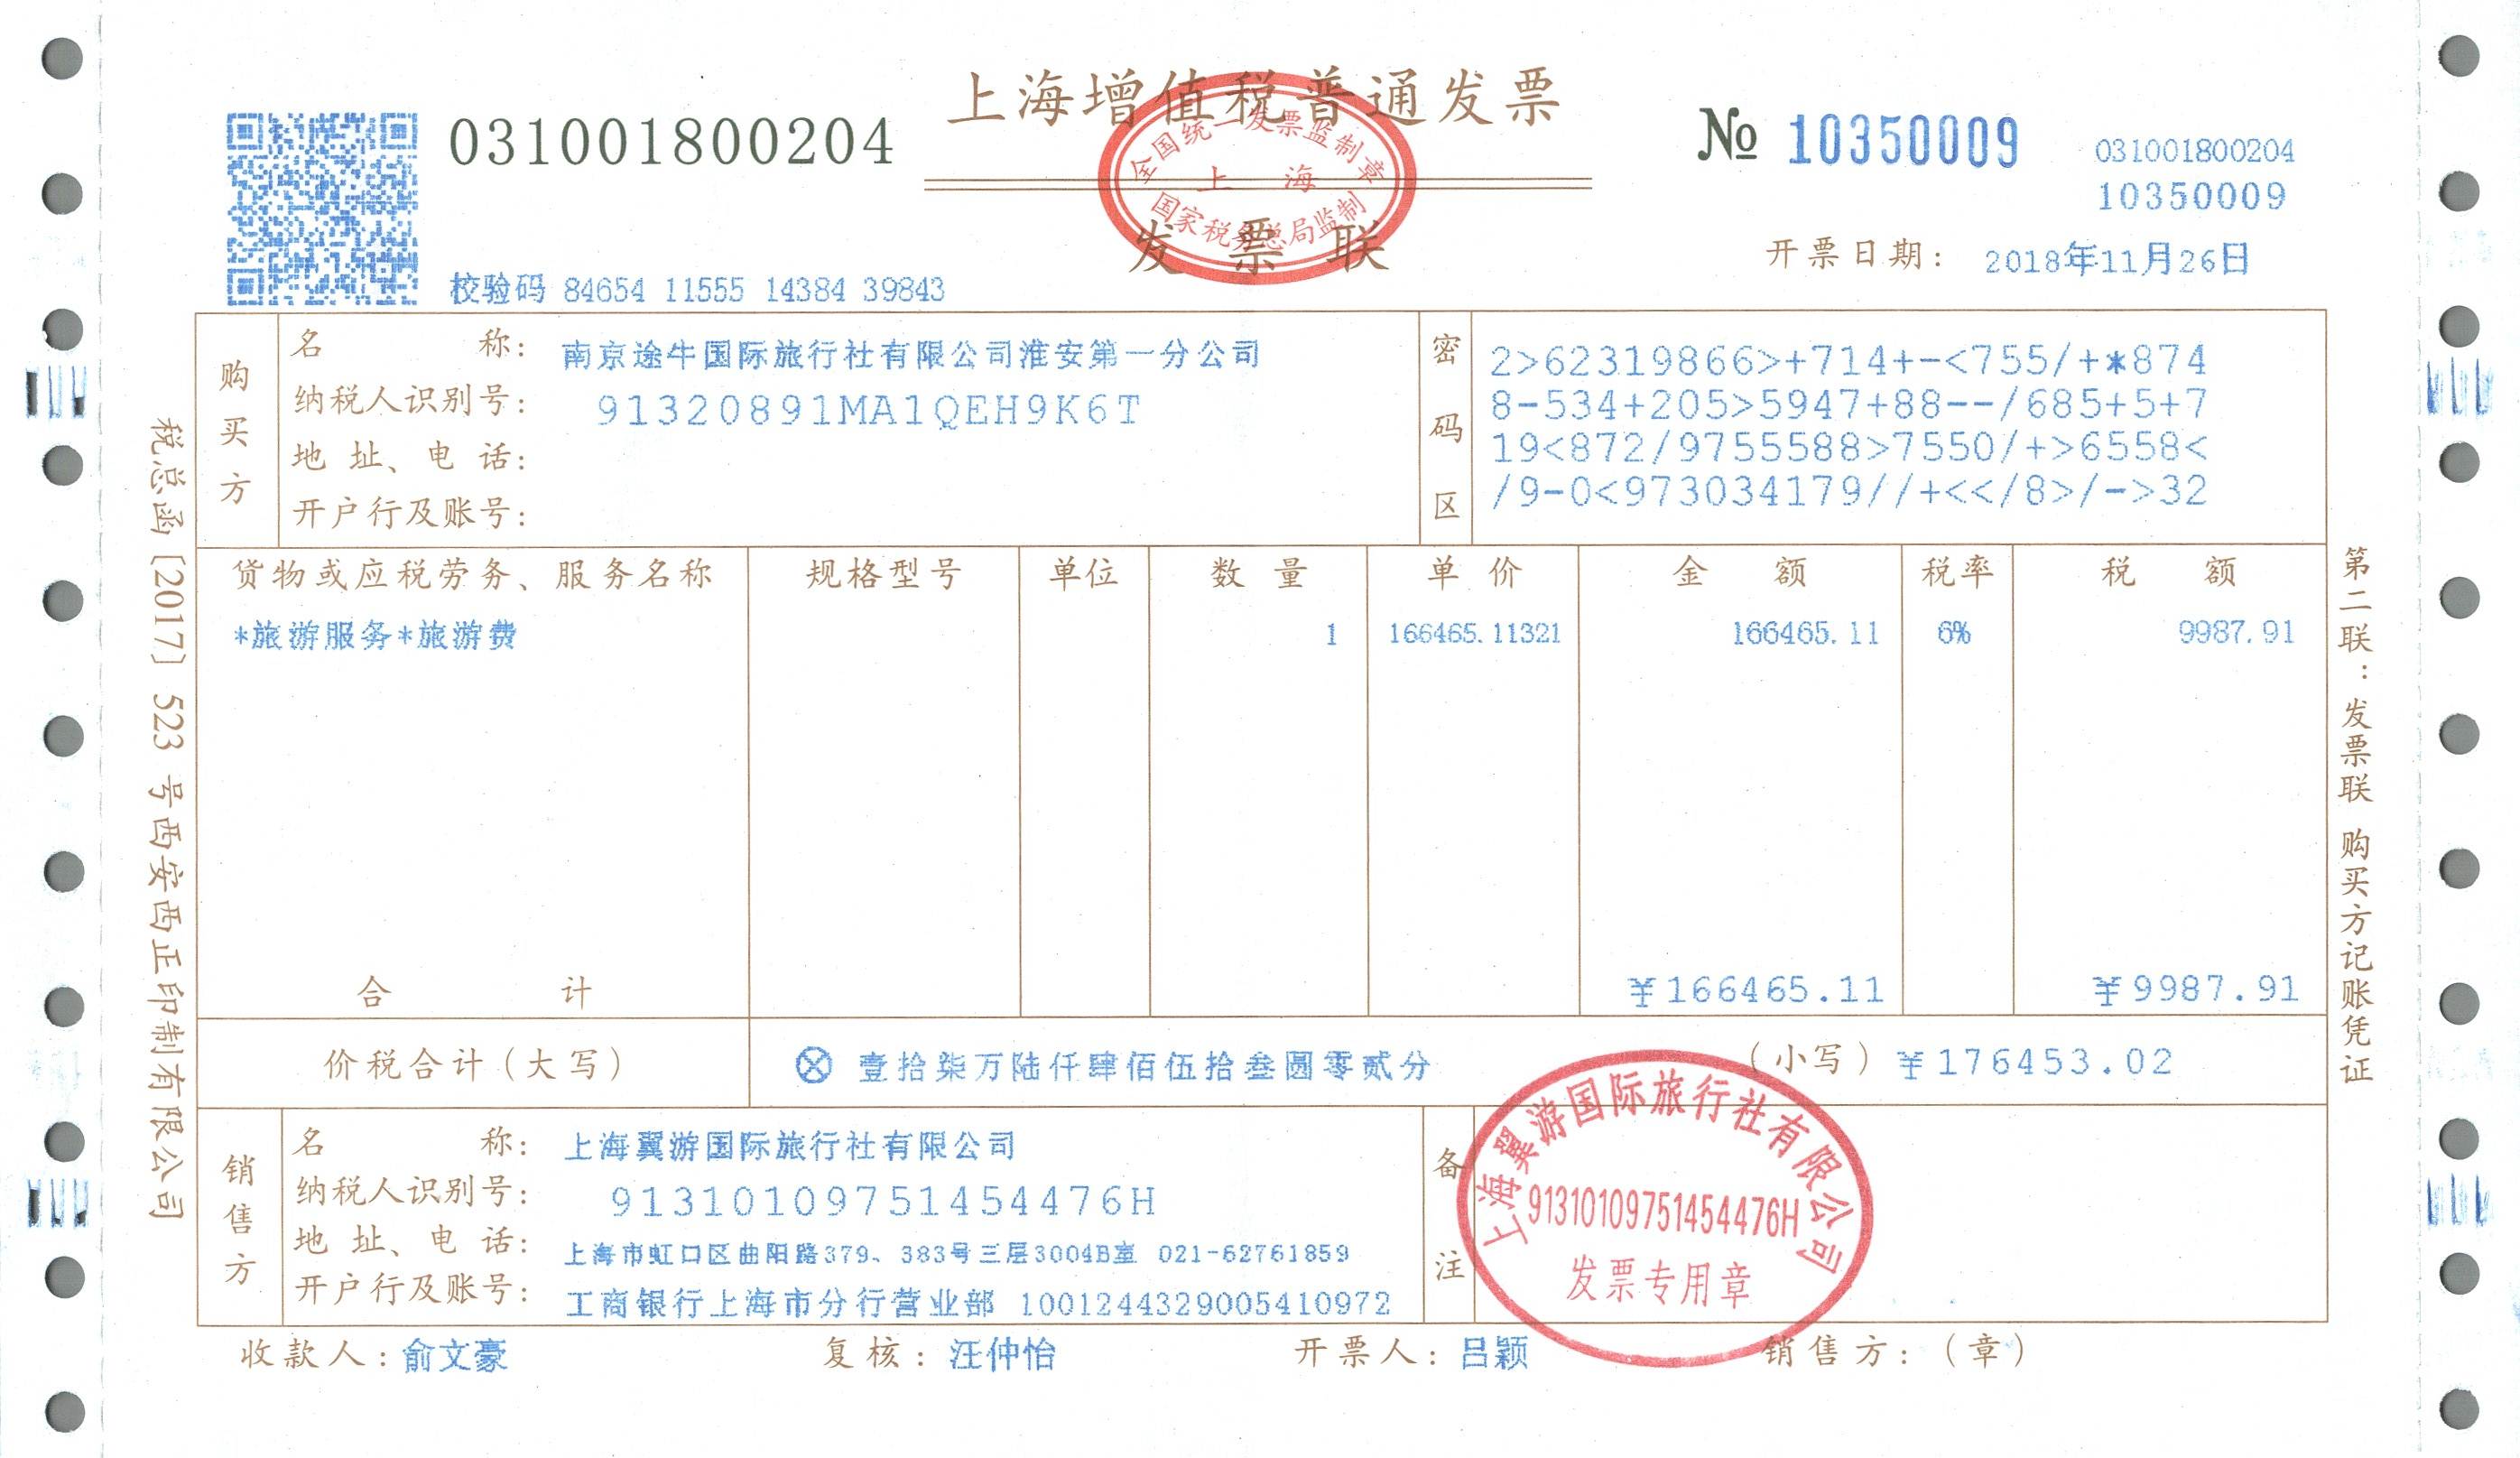 上海增值税普通发票
031001800204
全国统一发票监制章
上海
国家税务总局监制
发票联
№ 10350009
031001800204
10350009
开票日期： 2018年11月26日
校验码 84654 11555 14384 39843
购买方
名称： 南京途牛国际旅行社有限公司淮安第一分公司
纳税人识别号： 91320891MA1QEH9K6T
地址、电话：
开户行及账号：
密码区
2>62319866>+714+-<755/+*874
8-534+205>5947+88--/685+5+7
19<872/9755588>7550/+>6558<
/9-0<973034179//+<</8>/->32
货物或应税劳务、服务名称 规格型号 单位 数量 单价 金额 税率 税额
*旅游服务*旅游费 1 166465.11321 166465.11 6% 9987.91
合计 ¥166465.11 ¥9987.91
价税合计（大写） ⊗ 壹拾柒万陆仟肆佰伍拾叁圆零贰分 （小写）¥176453.02
销售方
名称： 上海翼游国际旅行社有限公司
纳税人识别号： 91310109751454476H
地址、电话： 上海市虹口区曲阳路379、383号三层3004B室 021-62761859
开户行及账号： 工商银行上海市分行营业部 1001244329005410972
备注
上海翼游国际旅行社有限公司
91310109751454476H
发票专用章
收款人：俞文豪 复核：汪仲怡 开票人：吕颖 销售方：（章）
税总函〔2017〕523号西安西正印制有限公司
第二联：发票联 购买方记账凭证